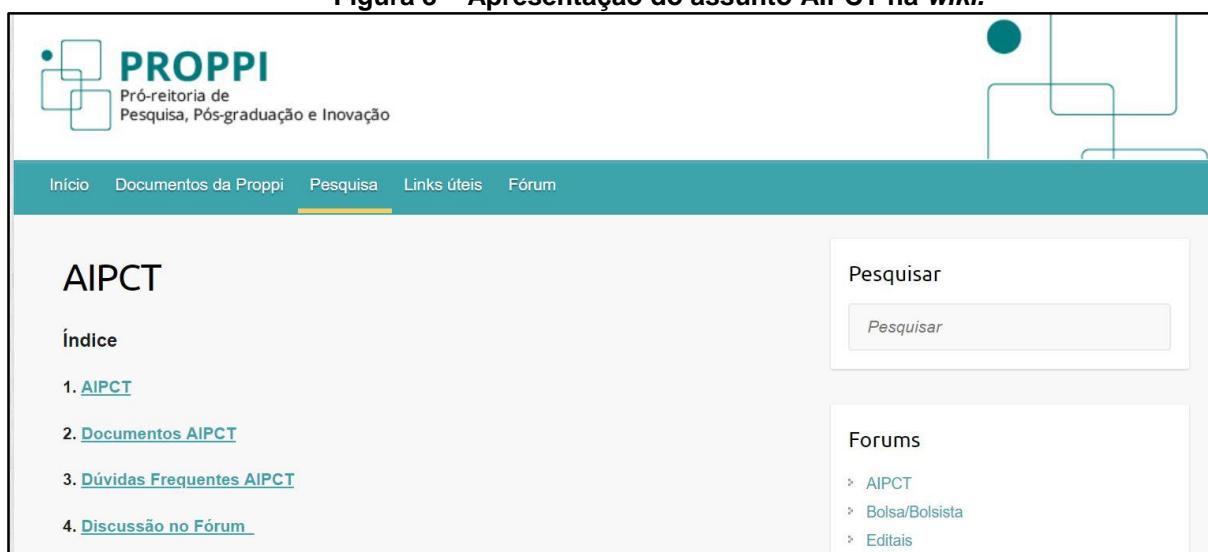 Figura – Apresentação do assunto AIPCT na wiki.
PROPPI
Pró-reitoria de
Pesquisa, Pós-graduação e Inovação
Início Documentos da Proppi Pesquisa Links úteis Fórum
AIPCT
Índice
1. AIPCT
2. Documentos AIPCT
3. Dúvidas Frequentes AIPCT
4. Discussão no Fórum
Pesquisar
Pesquisar
Forums
AIPCT
Bolsa/Bolsista
Editais